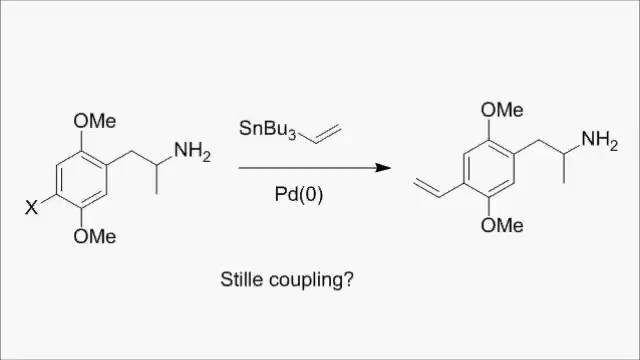 OMe
NH2
X
OMe
SnBu3
Pd(0)
OMe
NH2
OMe
Stille coupling?